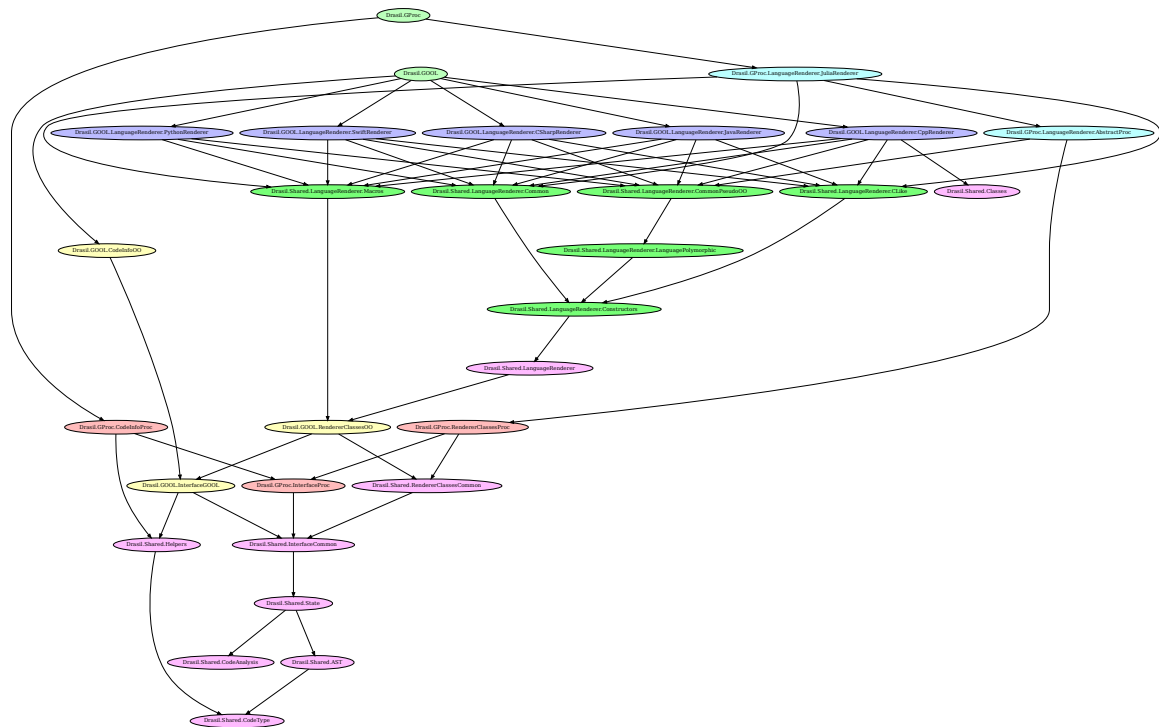 Drasil.GProc
Drasil.GOOL
Drasil.GProc.LanguageRenderer.JuliaRenderer
Drasil.GOOL.LanguageRenderer.PythonRenderer
Drasil.GOOL.LanguageRenderer.SwiftRenderer
Drasil.GOOL.LanguageRenderer.CSharpRenderer
Drasil.GOOL.LanguageRenderer.JavaRenderer
Drasil.GOOL.LanguageRenderer.CppRenderer
Drasil.GProc.LanguageRenderer.AbstractProc
Drasil.Shared.LanguageRenderer.Macros
Drasil.Shared.LanguageRenderer.Common
Drasil.Shared.LanguageRenderer.CommonPseudoOO
Drasil.Shared.LanguageRenderer.CLike
Drasil.Shared.Classes
Drasil.GOOL.CodeInfoOO
Drasil.Shared.LanguageRenderer.LanguagePolymorphic
Drasil.Shared.LanguageRenderer.Constructors
Drasil.Shared.LanguageRenderer
Drasil.GProc.CodeInfoProc
Drasil.GOOL.RendererClassesOO
Drasil.GProc.RendererClassesProc
Drasil.GOOL.InterfaceGOOL
Drasil.GProc.InterfaceProc
Drasil.Shared.RendererClassesCommon
Drasil.Shared.Helpers
Drasil.Shared.InterfaceCommon
Drasil.Shared.State
Drasil.Shared.CodeAnalysis
Drasil.Shared.AST
Drasil.Shared.CodeType